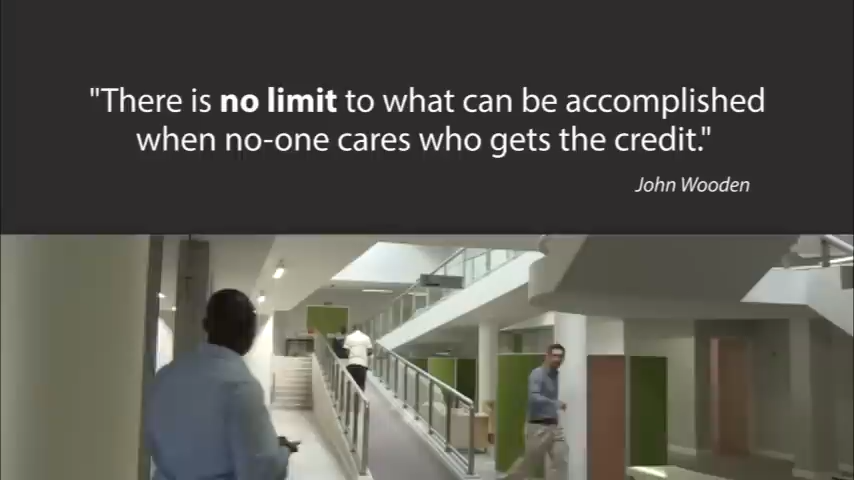 "There is no limit to what can be accomplished
when no-one cares who gets the credit."
John Wooden